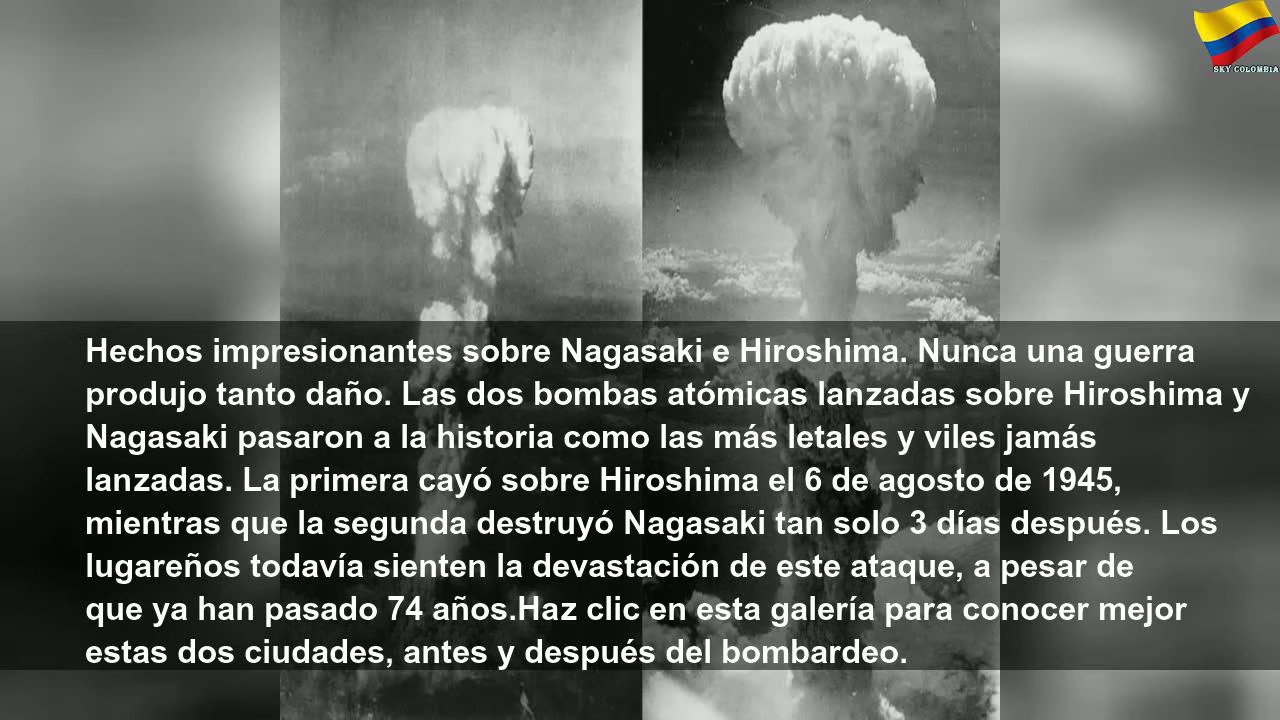 SKY COLOMBIA
Hechos impresionantes sobre Nagasaki e Hiroshima. Nunca una guerra
produjo tanto daño. Las dos bombas atómicas lanzadas sobre Hiroshima y
Nagasaki pasaron a la historia como las más letales y viles jamás
lanzadas. La primera cayó sobre Hiroshima el 6 de agosto de 1945,
mientras que la segunda destruyó Nagasaki tan solo 3 días después. Los
lugareños todavía sienten la devastación de este ataque, a pesar de
que ya han pasado 74 años.Haz clic en esta galería para conocer mejor
estas dos ciudades, antes y después del bombardeo.